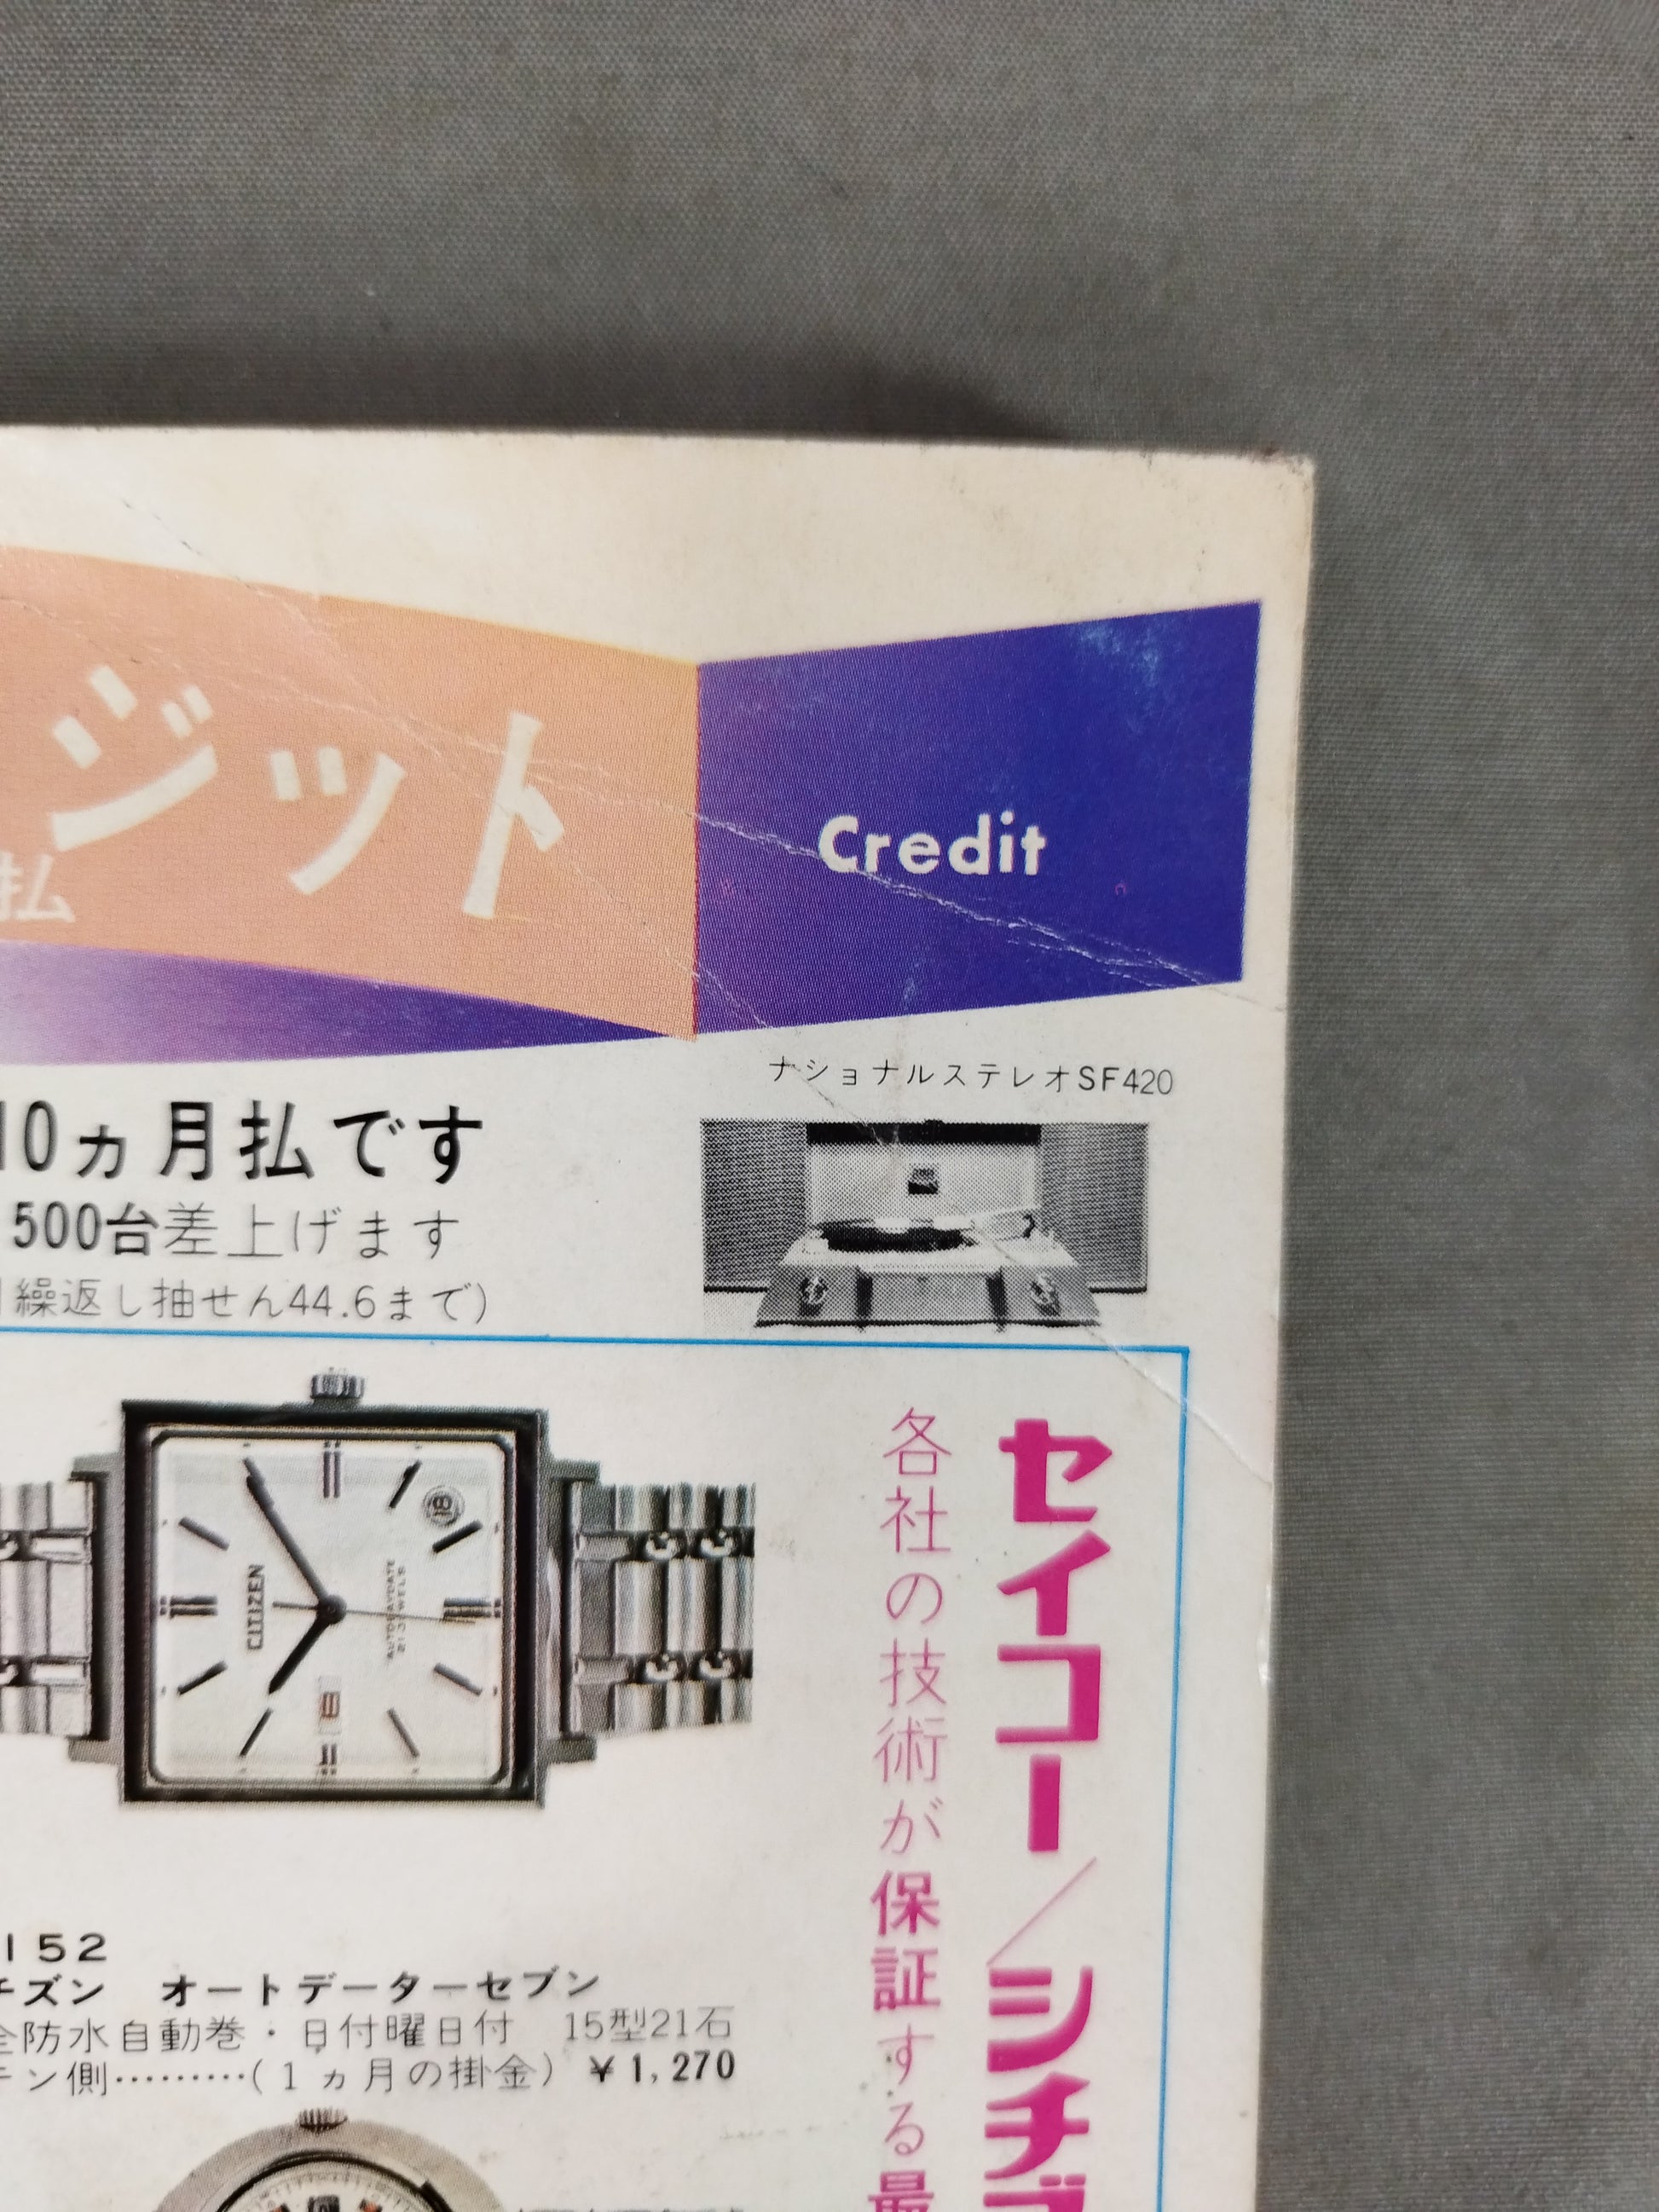 ジット
払
Credit
ナショナルステレオSF420
10ヵ月払です
500台差上げます
繰返し抽せん44.6まで)
セイコー/シチズ
各社の技術が保証する最
CITIZEN
AUTODAYDATE
21 JEWELS
152
チズン オートデーターセブン
全防水自動巻・日付曜日付 15型21石
テン側………(1ヵ月の掛金) ¥1,270